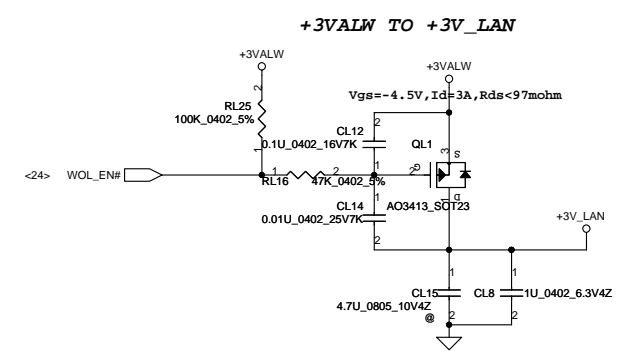 +3VALW TO +3V_LAN
+3VALW
+3VALW
2
RL25
100K_0402_5%
1
Vgs=-4.5V,Id=3A,Rds<97mohm
2
CL12
0.1U_0402_16V7K
1
QL1
3
S
G
2
<24> WOL_EN#
1
2
RL16
47K_0402_5%
1
CL14
0.01U_0402_25V7K
2
D
1
AO3413_SOT23
+3V_LAN
1
CL15
4.7U_0805_10V4Z
@
2
1
CL8
1U_0402_6.3V4Z
2